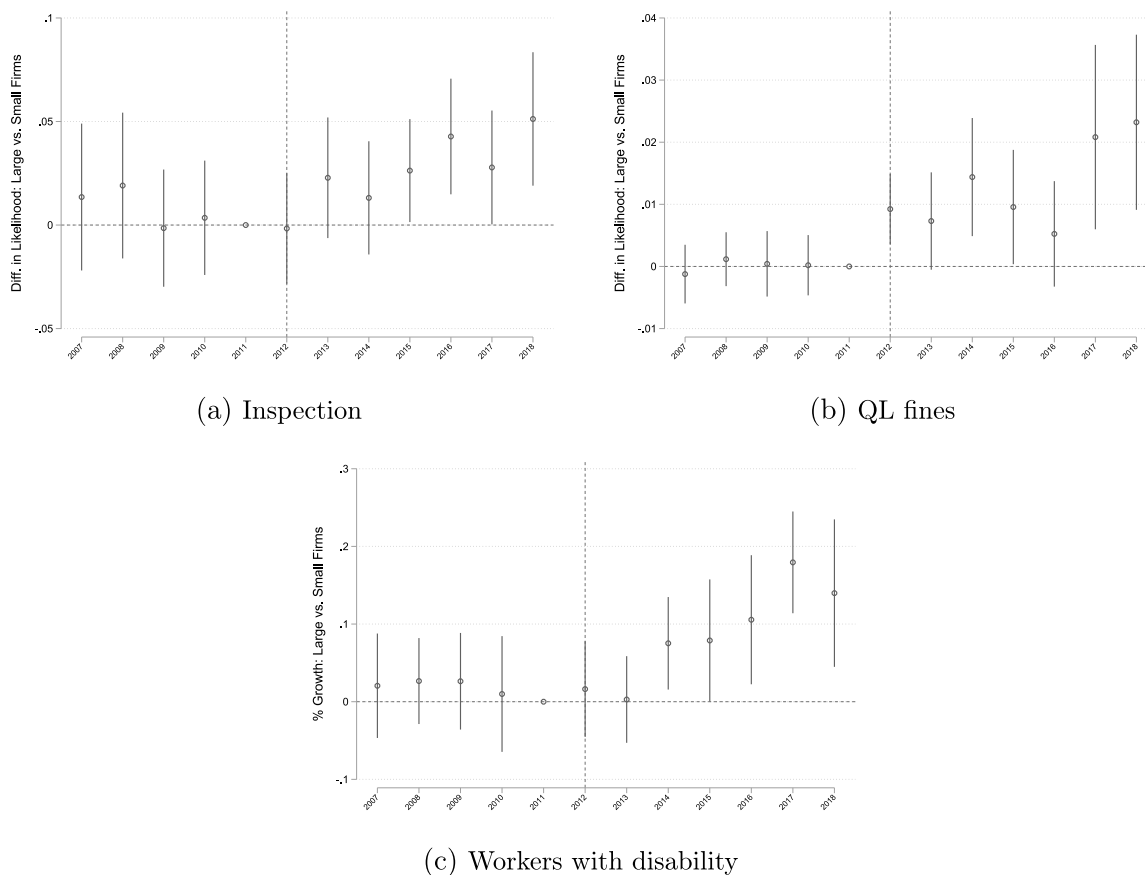 Diff. in Likelihood: Large vs. Small Firms
.1
.05
0
-.05
2007 2008 2009 2010 2011 2012 2013 2014 2015 2016 2017 2018
(a) Inspection
Diff. in Likelihood: Large vs. Small Firms
.04
.03
.02
.01
0
-.01
2007 2008 2009 2010 2011 2012 2013 2014 2015 2016 2017 2018
(b) QL fines
% Growth: Large vs. Small Firms
.3
.2
.1
0
-.1
2007 2008 2009 2010 2011 2012 2013 2014 2015 2016 2017 2018
(c) Workers with disability